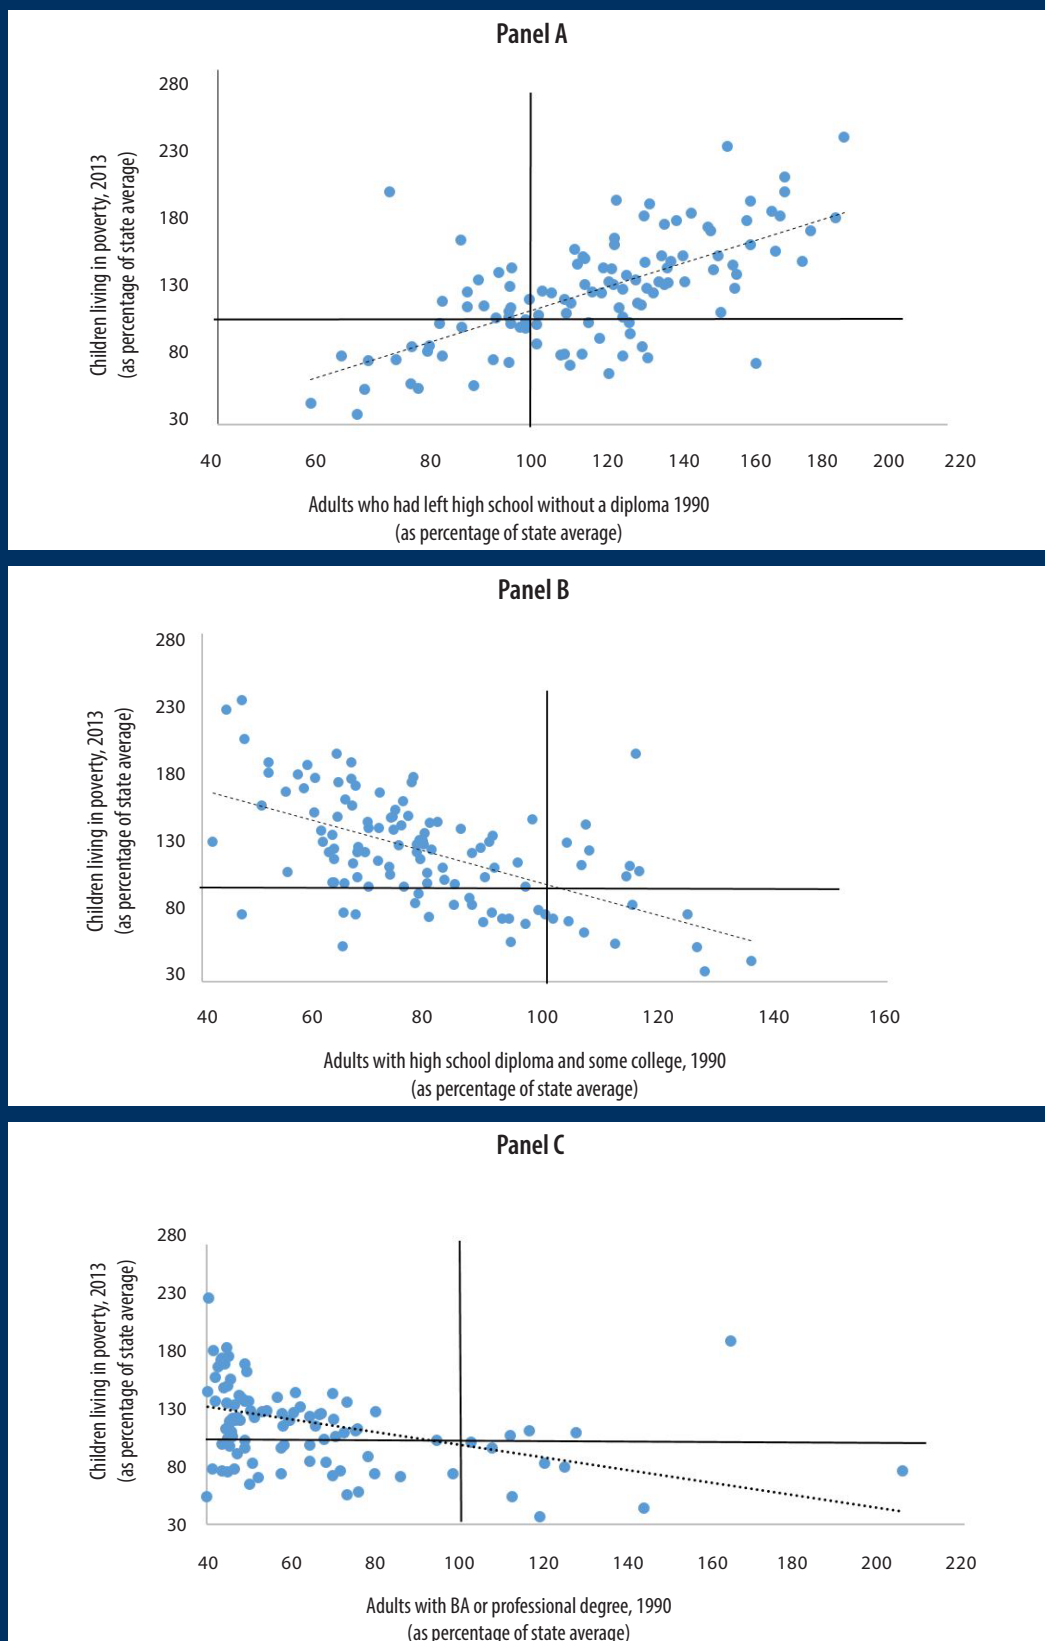 Panel A
280
230
180
130
80
30
Children living in poverty, 2013
(as percentage of state average)
40 60 80 100 120 140 160 180 200 220
Adults who had left high school without a diploma 1990
(as percentage of state average)
Panel B
280
230
180
130
80
30
Children living in poverty, 2013
(as percentage of state average)
40 60 80 100 120 140 160
Adults with high school diploma and some college, 1990
(as percentage of state average)
Panel C
280
230
180
130
80
30
Children living in poverty, 2013
(as percentage of state average)
40 60 80 100 120 140 160 180 200 220
Adults with BA or professional degree, 1990
(as percentage of state average)